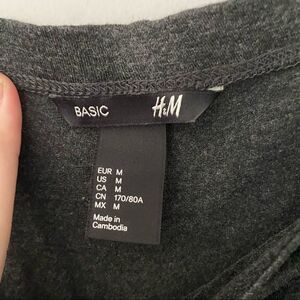 BASIC H&M
EUR M
US M
CA M
CN 170/80A
MX M
Made in
Cambodia